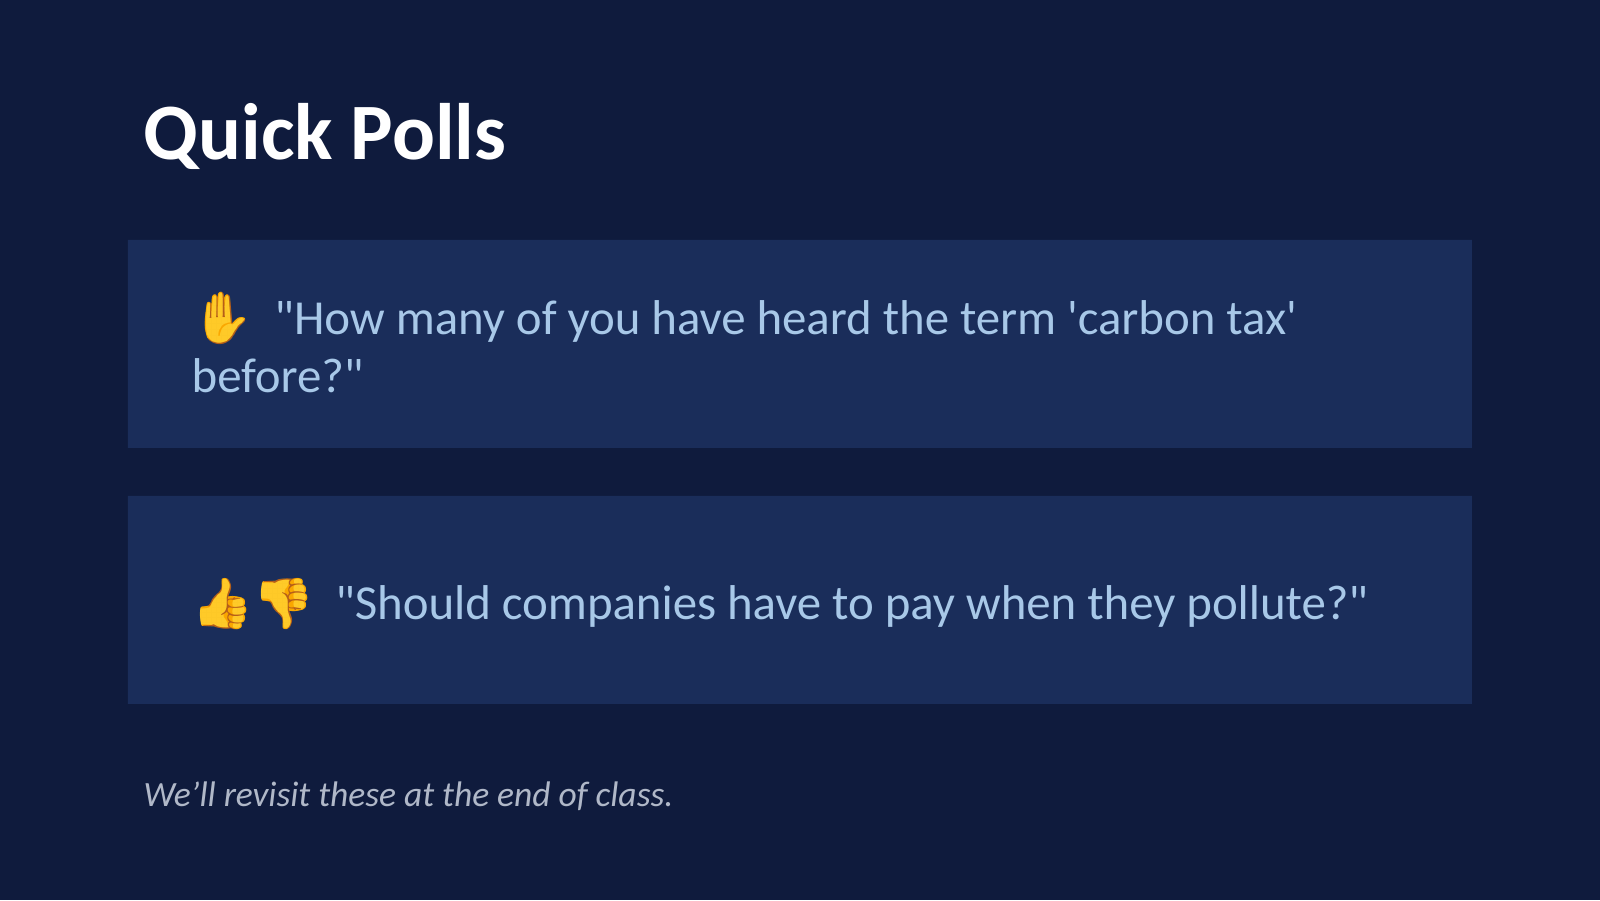 Quick Polls
✋ "How many of you have heard the term 'carbon tax'
before?"
👍👎 "Should companies have to pay when they pollute?"
We’ll revisit these at the end of class.